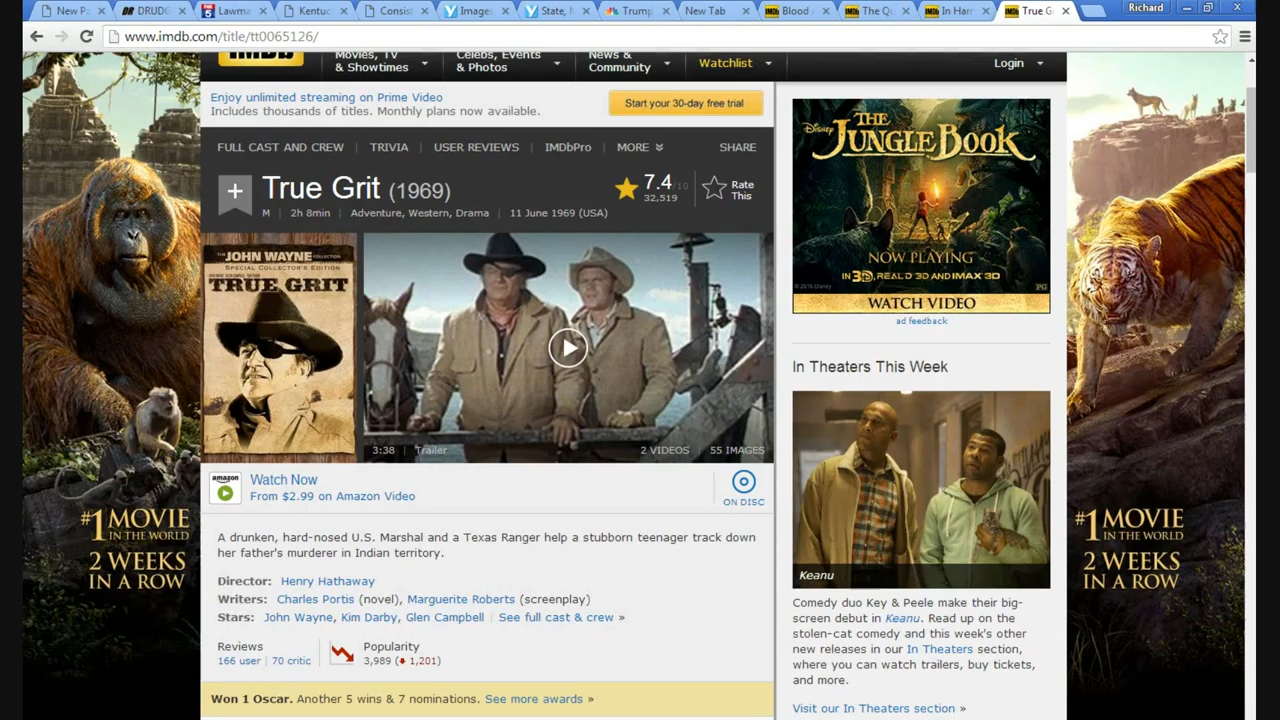 New Pa
DRUDG
Lawma
Kentuc
Consist
Images
State, N
Trump
New Tab
Blood A
The Qu
In Harm
True G
Richard
www.imdb.com/title/tt0065126/
IMDb
Movies, TV
& Showtimes
Celebs, Events
& Photos
News &
Community
Watchlist
Login
Enjoy unlimited streaming on Prime Video
Includes thousands of titles. Monthly plans now available.
Start your 30-day free trial
FULL CAST AND CREW
TRIVIA
USER REVIEWS
IMDbPro
MORE
SHARE
True Grit (1969)
7.4/10
32,519
Rate
This
M | 2h 8min | Adventure, Western, Drama | 11 June 1969 (USA)
THE JOHN WAYNE COLLECTION
SPECIAL COLLECTOR'S EDITION
TRUE GRIT
3:38 | Trailer
2 VIDEOS
55 IMAGES
amazon
Watch Now
From $2.99 on Amazon Video
ON DISC
A drunken, hard-nosed U.S. Marshal and a Texas Ranger help a stubborn teenager track down
her father's murderer in Indian territory.
Director: Henry Hathaway
Writers: Charles Portis (novel), Marguerite Roberts (screenplay)
Stars: John Wayne, Kim Darby, Glen Campbell | See full cast & crew »
Reviews
166 user | 70 critic
Popularity
3,989 (1,201)
Won 1 Oscar. Another 5 wins & 7 nominations. See more awards »
Disney
THE
JUNGLE BOOK
NOW PLAYING
IN 3D, REAL D 3D AND IMAX 3D
© 2016 Disney
PG
WATCH VIDEO
ad feedback
In Theaters This Week
Keanu
Comedy duo Key & Peele make their big-
screen debut in Keanu. Read up on the
stolen-cat comedy and this week's other
new releases in our In Theaters section,
where you can watch trailers, buy tickets,
and more.
Visit our In Theaters section »
#1 MOVIE
IN THE WORLD
2 WEEKS
IN A ROW
#1 MOVIE
IN THE WORLD
2 WEEKS
IN A ROW